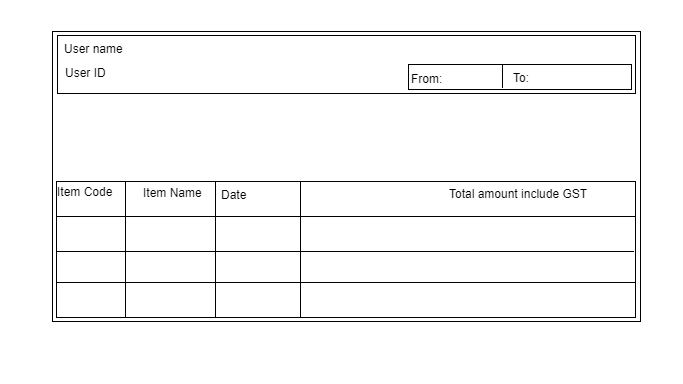 User name
User ID
From: To:
Item Code Item Name Date Total amount include GST